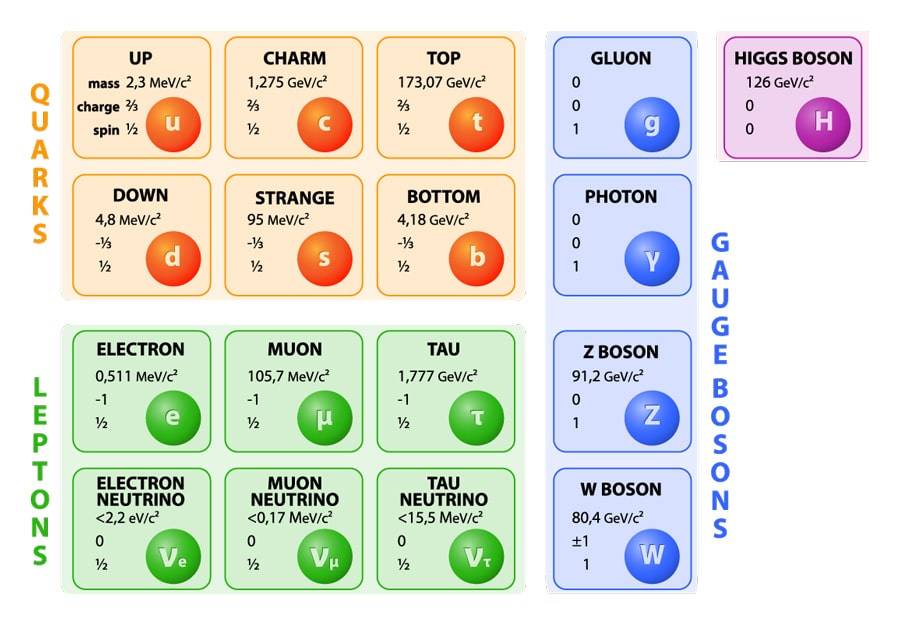 QUARKS
UP
mass 2,3 MeV/c²
charge ⅔
spin ½
u
CHARM
1,275 GeV/c²
⅔
½
c
TOP
173,07 GeV/c²
⅔
½
t
DOWN
4,8 MeV/c²
-⅓
½
d
STRANGE
95 MeV/c²
-⅓
½
s
BOTTOM
4,18 GeV/c²
-⅓
½
b
LEPTONS
ELECTRON
0,511 MeV/c²
-1
½
e
MUON
105,7 MeV/c²
-1
½
μ
TAU
1,777 GeV/c²
-1
½
τ
ELECTRON
NEUTRINO
<2,2 eV/c²
0
½
νe
MUON
NEUTRINO
<0,17 MeV/c²
0
½
νμ
TAU
NEUTRINO
<15,5 MeV/c²
0
½
ντ
GLUON
0
0
1
g
PHOTON
0
0
1
γ
Z BOSON
91,2 GeV/c²
0
1
Z
W BOSON
80,4 GeV/c²
±1
1
W
GAUGE BOSONS
HIGGS BOSON
126 GeV/c²
0
0
H